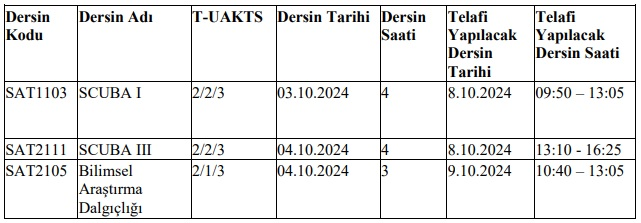 Dersin Kodu | Dersin Adı | T-UAKTS | Dersin Tarihi | Dersin Saati | Telafi Yapılacak Dersin Tarihi | Telafi Yapılacak Dersin Saati
SAT1103 | SCUBA I | 2/2/3 | 03.10.2024 | 4 | 8.10.2024 | 09:50 – 13:05
SAT2111 | SCUBA III | 2/2/3 | 04.10.2024 | 4 | 8.10.2024 | 13:10 - 16:25
SAT2105 | Bilimsel Araştırma Dalgıçlığı | 2/1/3 | 04.10.2024 | 3 | 9.10.2024 | 10:40 – 13:05